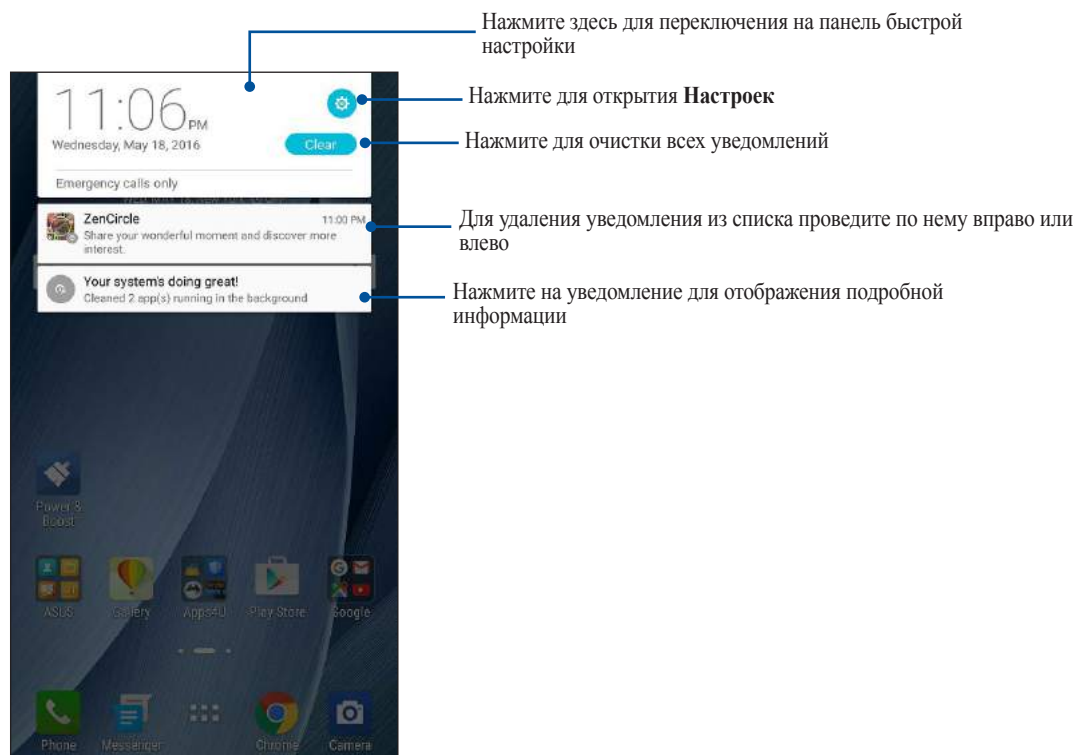 Нажмите здесь для переключения на панель быстрой
настройки
Нажмите для открытия Настроек
Нажмите для очистки всех уведомлений
Для удаления уведомления из списка проведите по нему вправо или
влево
Нажмите на уведомление для отображения подробной
информации
11:06 PM
Wednesday, May 18, 2016
Clear
Emergency calls only
ZenCircle 11:00 PM
Share your wonderful moment and discover more
interest.
Your system's doing great!
Cleaned 2 app(s) running in the background
Power &
Boost
ASUS Gallery Apps4U Play Store Google
Phone Messenger Chrome Camera